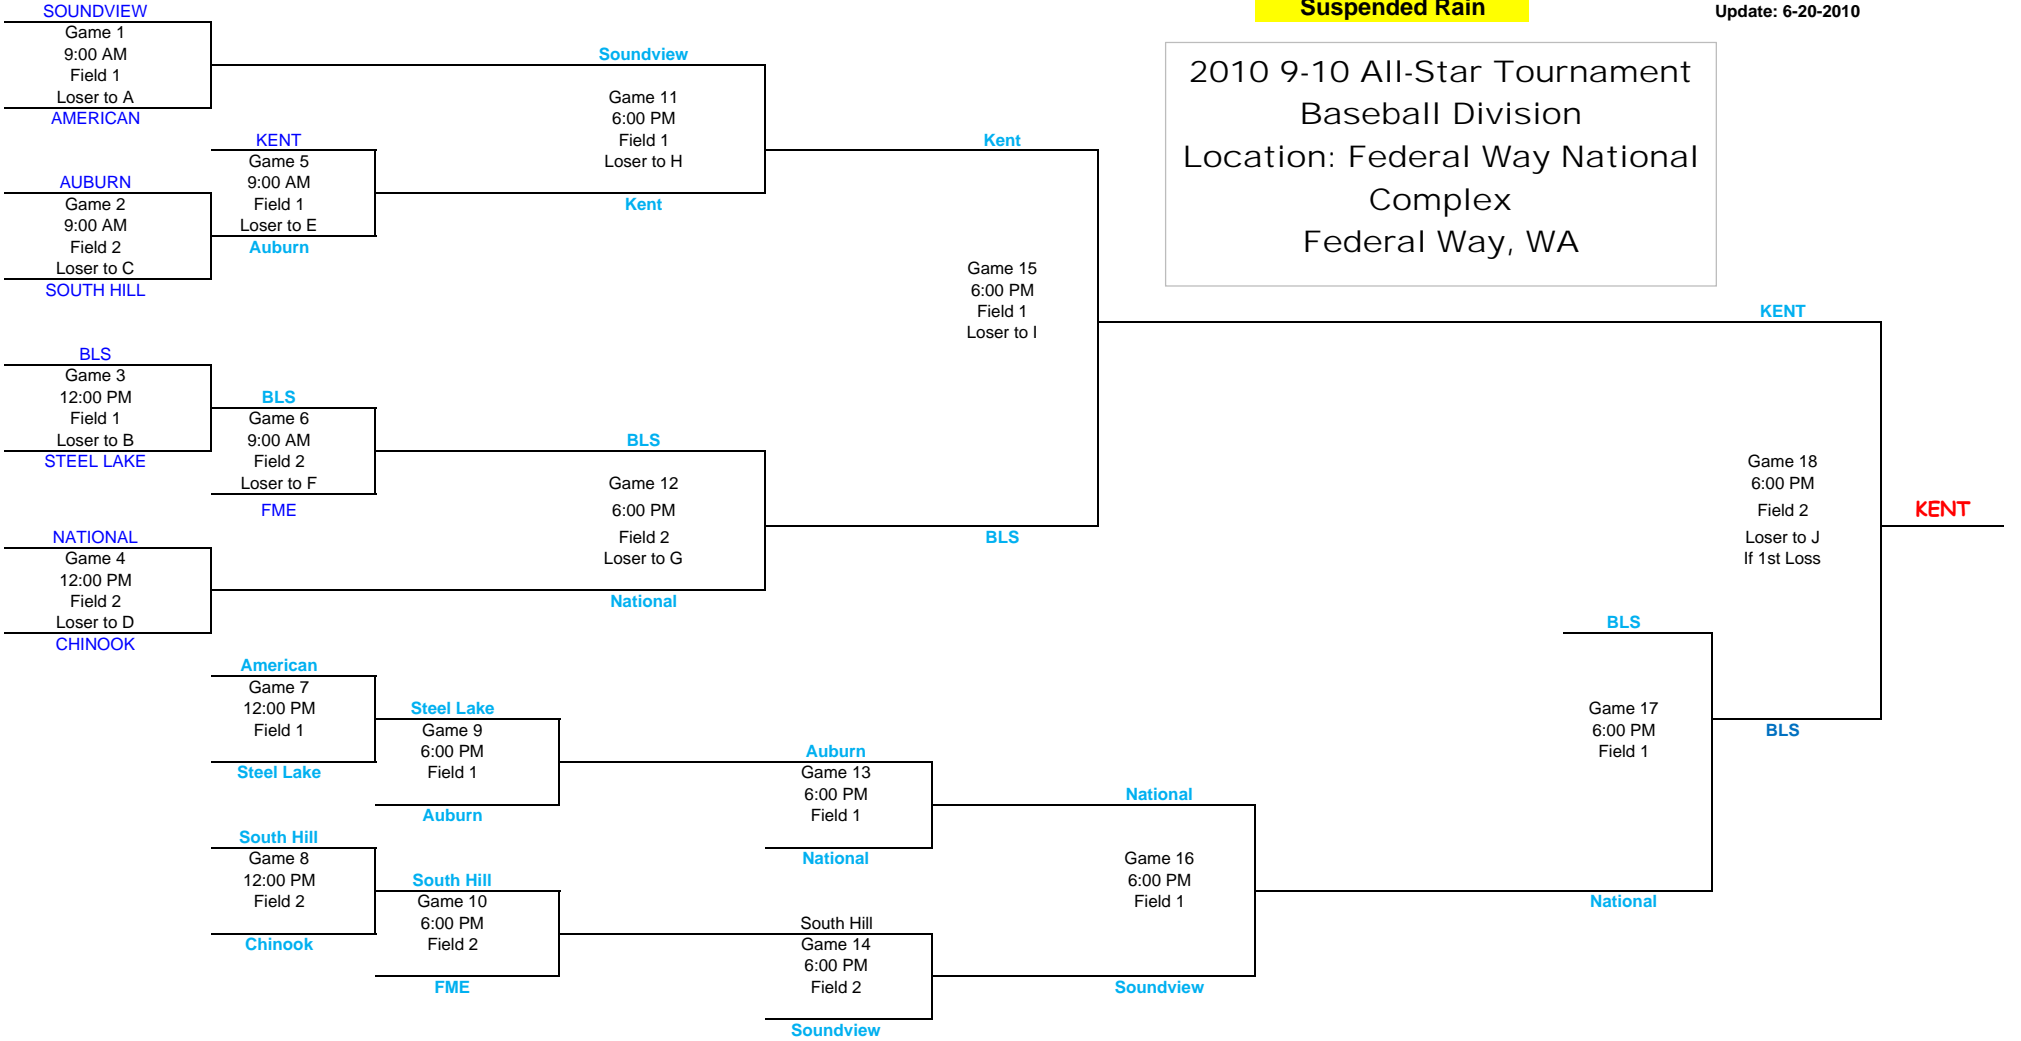 SOUNDVIEW
Game 1
9:00 AM
Field 1
Loser to A
AMERICAN
Suspended Rain
Update: 6-20-2010
2010 9-10 All-Star Tournament
Baseball Division
Location: Federal Way National
Complex
Federal Way, WA
Soundview
Game 11
6:00 PM
Field 1
Loser to H
Kent
KENT
Game 5
9:00 AM
Field 1
Loser to E
Auburn
AUBURN
Game 2
9:00 AM
Field 2
Loser to C
SOUTH HILL
Kent
Game 15
6:00 PM
Field 1
Loser to I
BLS
BLS
Game 3
12:00 PM
Field 1
Loser to B
STEEL LAKE
BLS
Game 6
9:00 AM
Field 2
Loser to F
FME
BLS
Game 12
6:00 PM
Field 2
Loser to G
National
NATIONAL
Game 4
12:00 PM
Field 2
Loser to D
CHINOOK
KENT
Game 18
6:00 PM
Field 2
Loser to J
If 1st Loss
BLS
KENT
BLS
Game 17
6:00 PM
Field 1
National
American
Game 7
12:00 PM
Field 1
Steel Lake
Steel Lake
Game 9
6:00 PM
Field 1
Auburn
Auburn
Game 13
6:00 PM
Field 1
National
National
Game 16
6:00 PM
Field 1
Soundview
South Hill
Game 8
12:00 PM
Field 2
Chinook
South Hill
Game 10
6:00 PM
Field 2
FME
South Hill
Game 14
6:00 PM
Field 2
Soundview